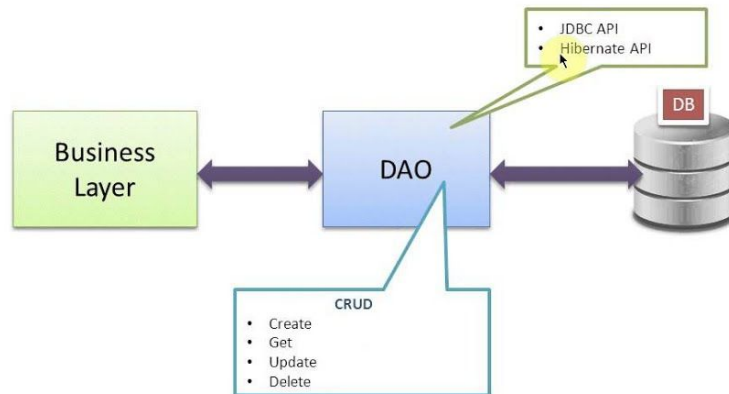 • JDBC API
• Hibernate API
DB
Business
Layer
DAO
CRUD
• Create
• Get
• Update
• Delete